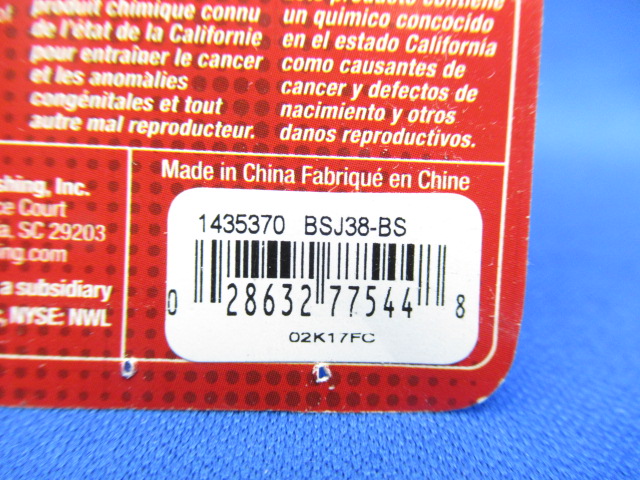 produit chimique connu
de l'état de la Californie
pour entraîner le cancer
et les anomalies
congénitales et tout
autre mal reproducteur.
producto contiene
un químico concocido
en el estado California
como causantes de
cancer y defectos de
nacimiento y otros
danos reproductivos.
shing, Inc.
ce Court
a, SC 29203
ing.com
a subsidiary
, NYSE: NWL
Made in China Fabriqué en Chine
1435370 BSJ38-BS
0 28632 77544 8
02K17FC